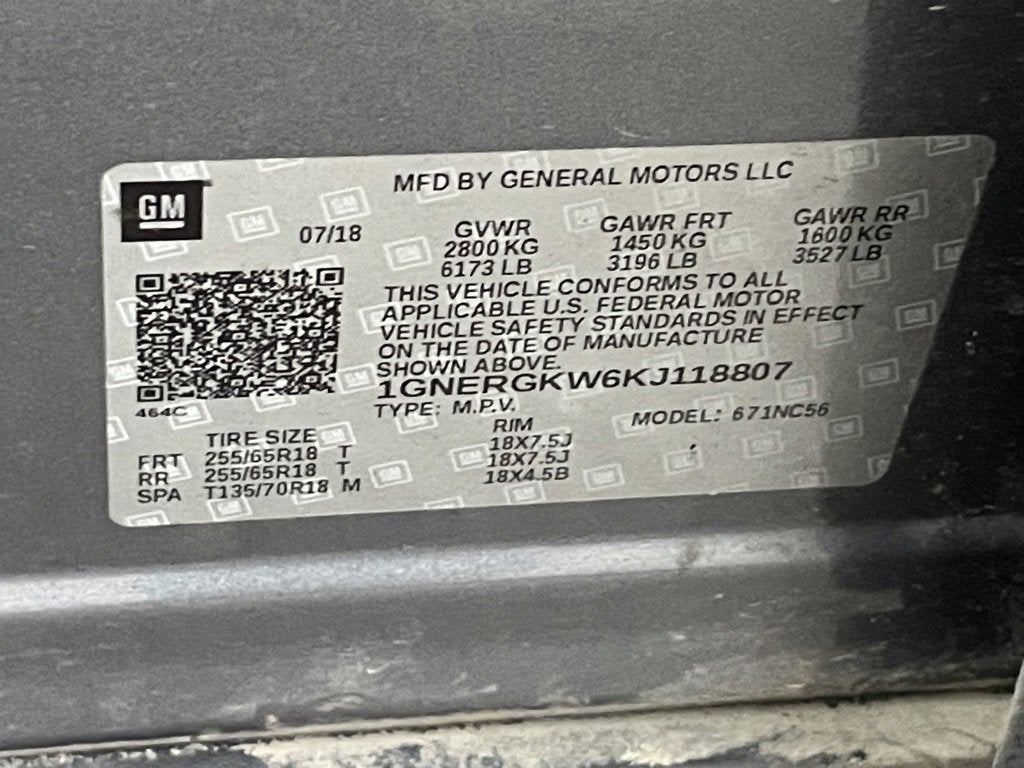 GM
MFD BY GENERAL MOTORS LLC
07/18
GVWR GAWR FRT GAWR RR
2800 KG 1450 KG 1600 KG
6173 LB 3196 LB 3527 LB
THIS VEHICLE CONFORMS TO ALL
APPLICABLE U.S. FEDERAL MOTOR
VEHICLE SAFETY STANDARDS IN EFFECT
ON THE DATE OF MANUFACTURE
SHOWN ABOVE.
1GNERGKW6KJ118807
464C
TYPE: M.P.V. MODEL: 671NC56
TIRE SIZE RIM
FRT 255/65R18 T 18X7.5J
RR 255/65R18 T 18X7.5J
SPA T135/70R18 M 18X4.5B